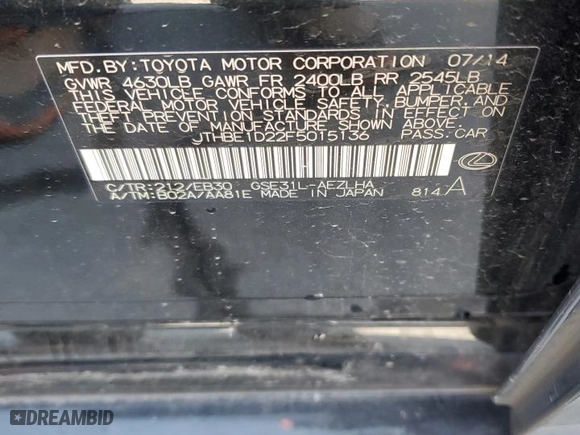 MFD.BY: TOYOTA MOTOR CORPORATION 07/14
GVWR 4630LB GAWR FR 2400LB RR 2545LB
THIS VEHICLE CONFORMS TO ALL APPLICABLE
FEDERAL MOTOR VEHICLE SAFETY, BUMPER, AND
THEFT PREVENTION STANDARDS IN EFFECT
ON THE DATE OF MANUFACTURE SHOWN ABOVE.
JTHBE1D22F5015136 PASS.CAR
C/TR:212/EB30 GSE31L-AEZLHA
A/TM:B02A/AA81E MADE IN JAPAN 814.A
DREAMBID